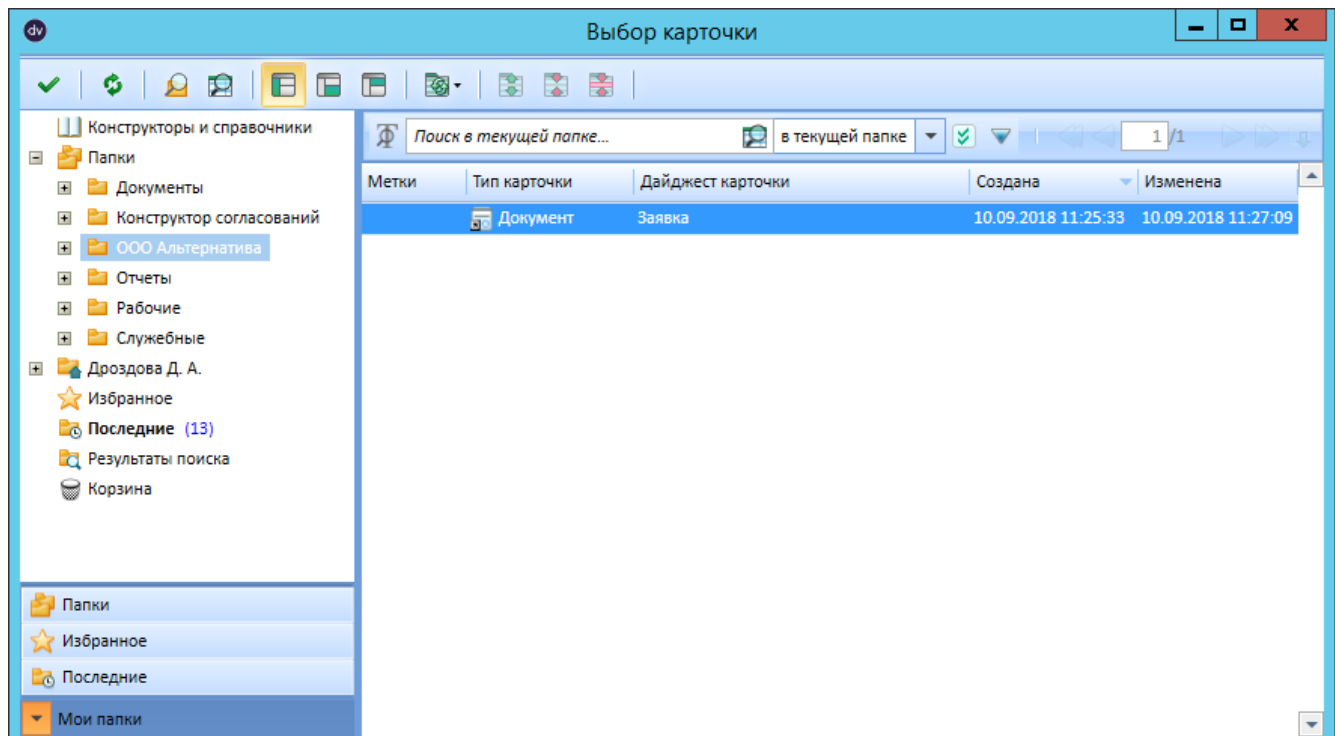 dv
Выбор карточки
Конструкторы и справочники
Папки
Документы
Конструктор согласований
ООО Альтернатива
Отчеты
Рабочие
Служебные
Дроздова Д. А.
Избранное
Последние (13)
Результаты поиска
Корзина
Папки
Избранное
Последние
Мои папки
Поиск в текущей папке... в текущей папке 1 /1
Метки Тип карточки Дайджест карточки Создана Изменена
Документ Заявка 10.09.2018 11:25:33 10.09.2018 11:27:09